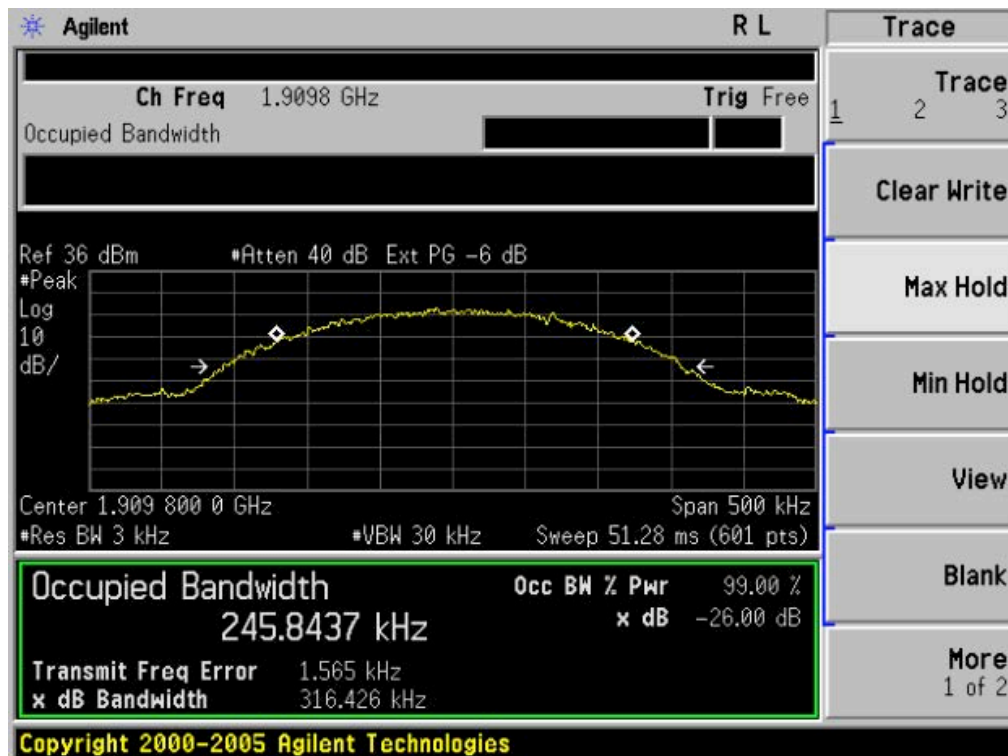 Agilent
R L
Trace
Ch Freq 1.9098 GHz
Trig Free
Occupied Bandwidth
Ref 36 dBm
#Atten 40 dB
Ext PG -6 dB
#Peak
Log
10
dB/
Center 1.909 800 0 GHz
Span 500 kHz
#Res BW 3 kHz
#VBW 30 kHz
Sweep 51.28 ms (601 pts)
Occupied Bandwidth
245.8437 kHz
Occ BW % Pwr 99.00 %
x dB -26.00 dB
Transmit Freq Error 1.565 kHz
x dB Bandwidth 316.426 kHz
Trace
1 2 3
Clear Write
Max Hold
Min Hold
View
Blank
More
1 of 2
Copyright 2000-2005 Agilent Technologies